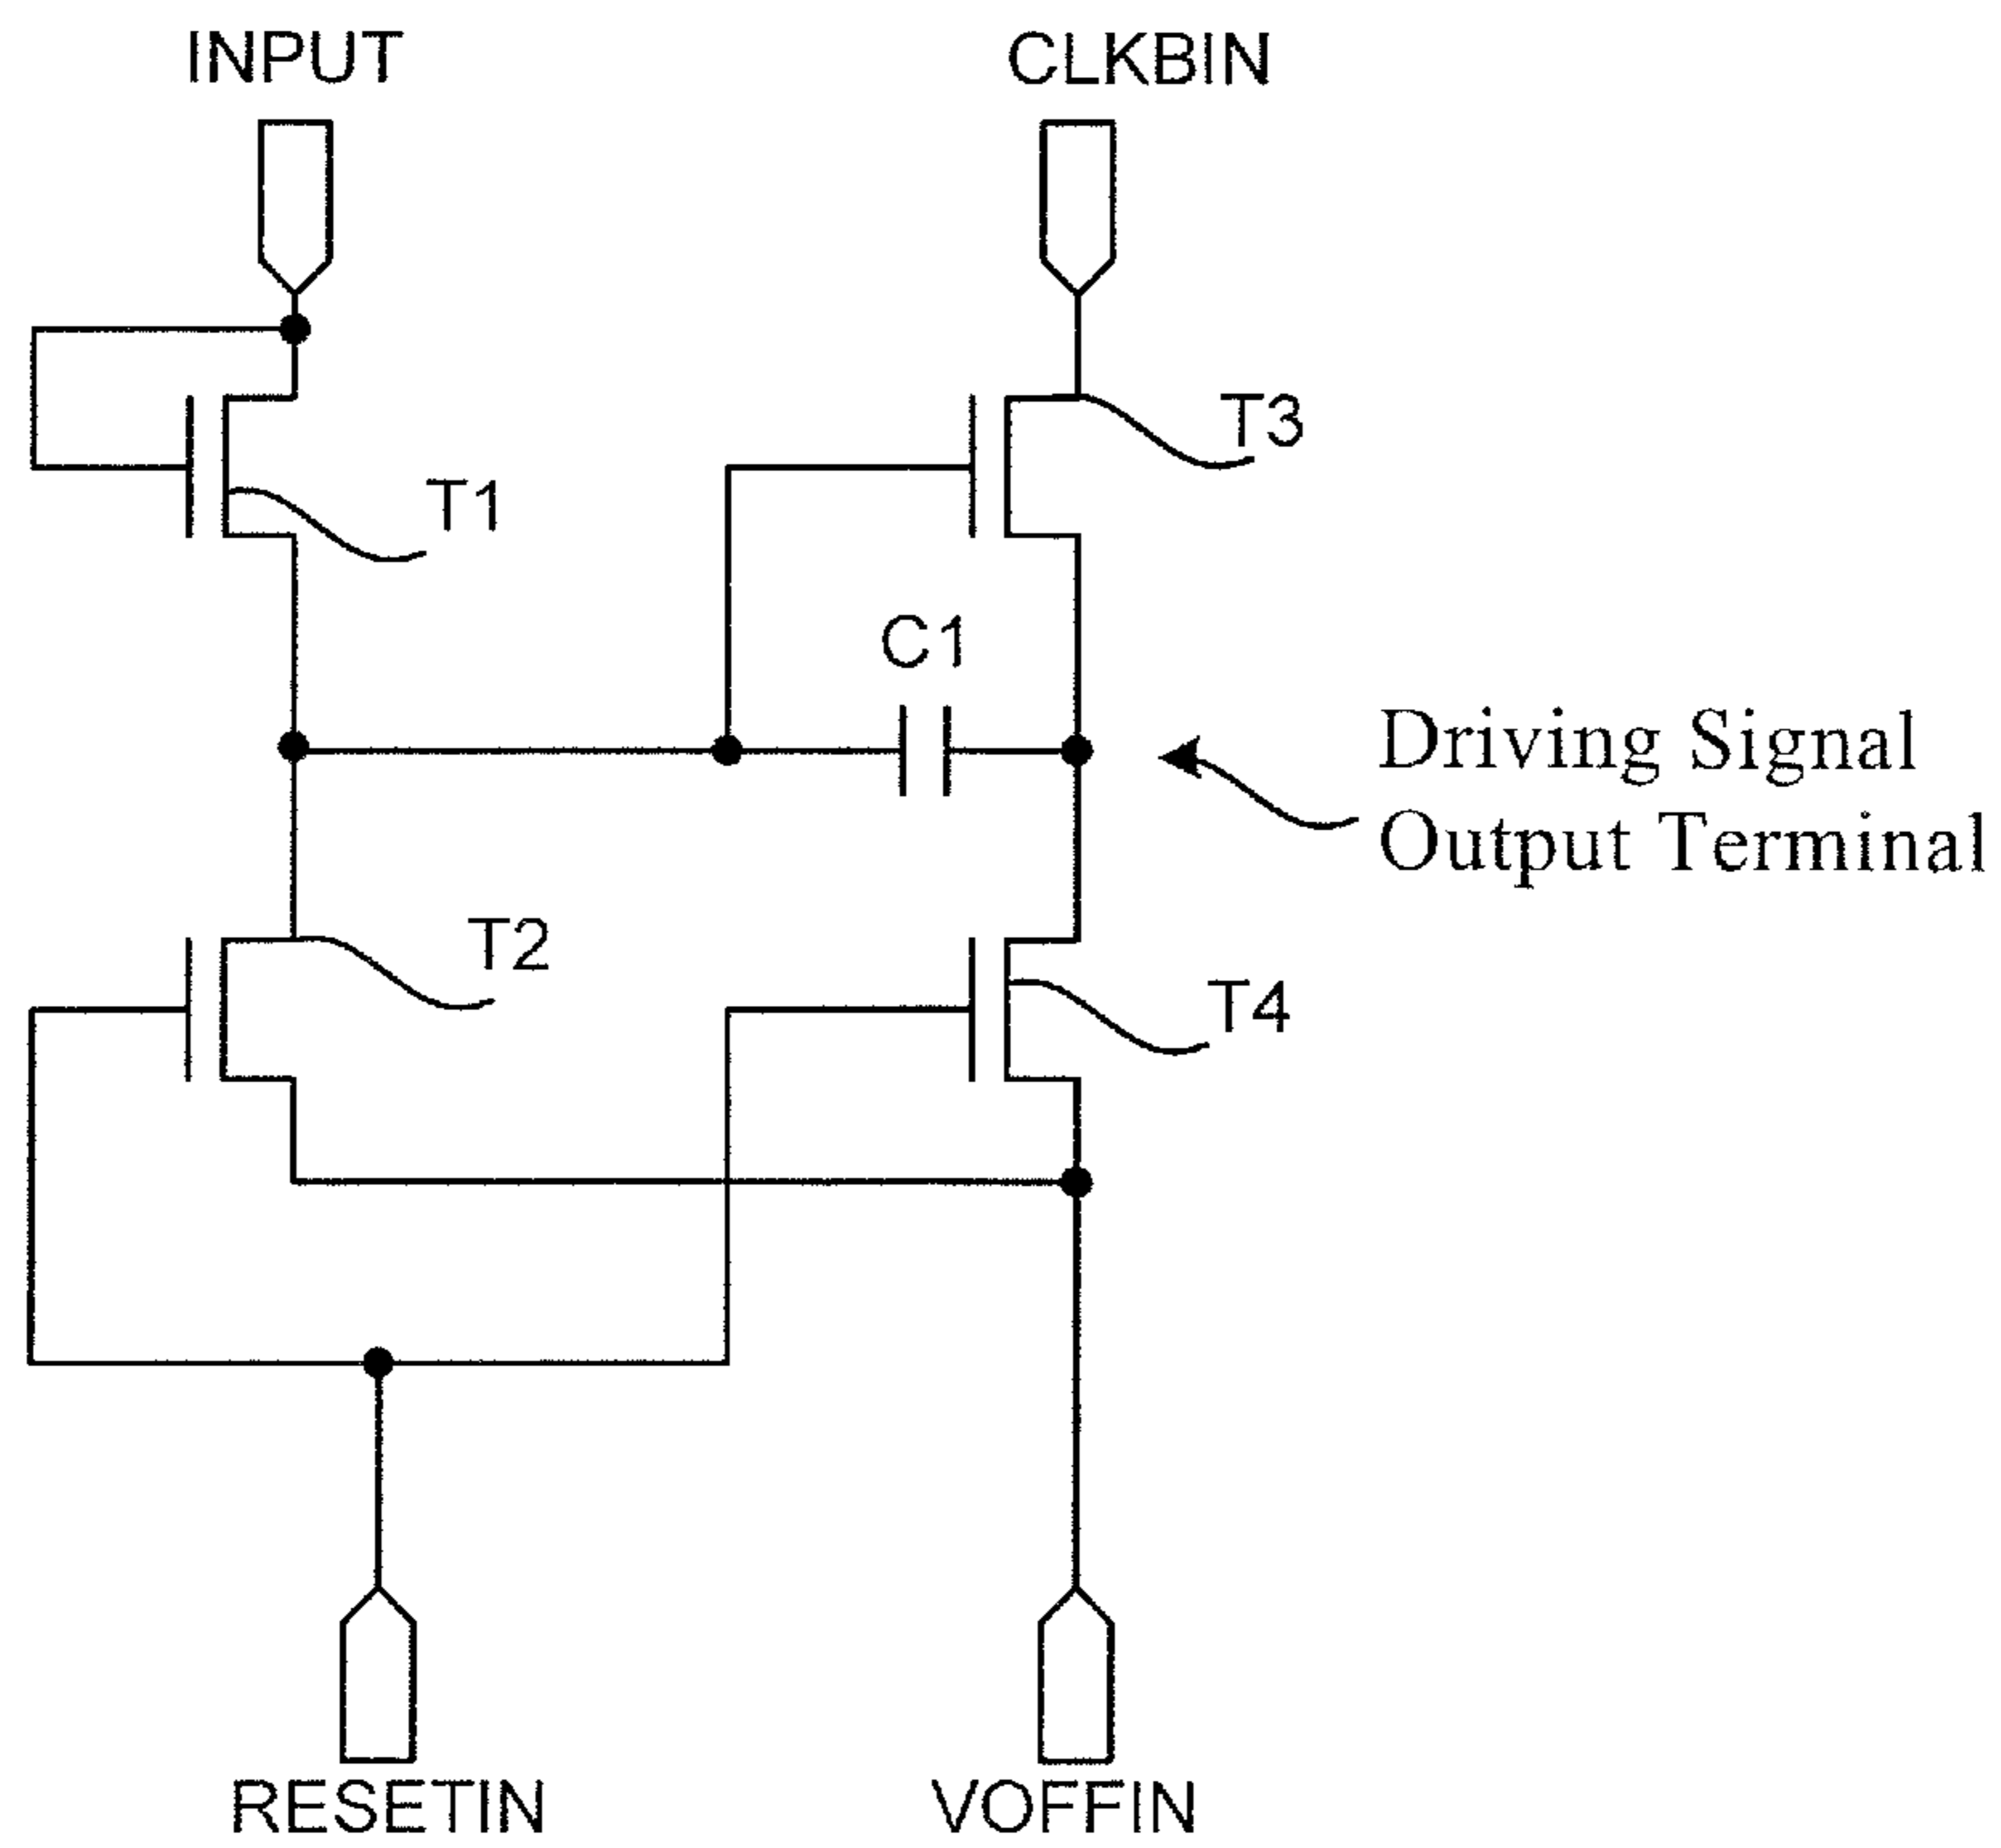 INPUT
CLKBIN
T3
T1
C1
Driving Signal
Output Terminal
T2
T4
RESETIN
VOFFIN